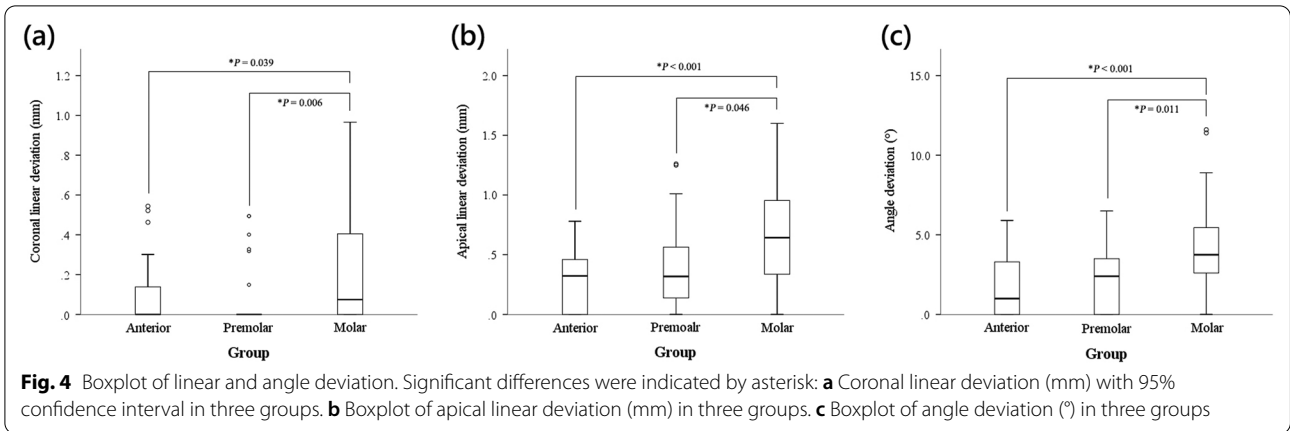 (a)
*P = 0.039
*P = 0.006
1.2
1.0
.8
.6
.4
.2
.0
Coronal linear deviation (mm)
Anterior Premolar Molar
Group
(b)
*P < 0.001
*P = 0.046
2.0
1.5
1.0
.5
.0
Apical linear deviation (mm)
Anterior Premoalr Molar
Group
(c)
*P < 0.001
*P = 0.011
15.0
10.0
5.0
.0
Angle deviation (°)
Anterior Premolar Molar
Group
Fig. 4 Boxplot of linear and angle deviation. Significant differences were indicated by asterisk: a Coronal linear deviation (mm) with 95%
confidence interval in three groups. b Boxplot of apical linear deviation (mm) in three groups. c Boxplot of angle deviation (°) in three groups